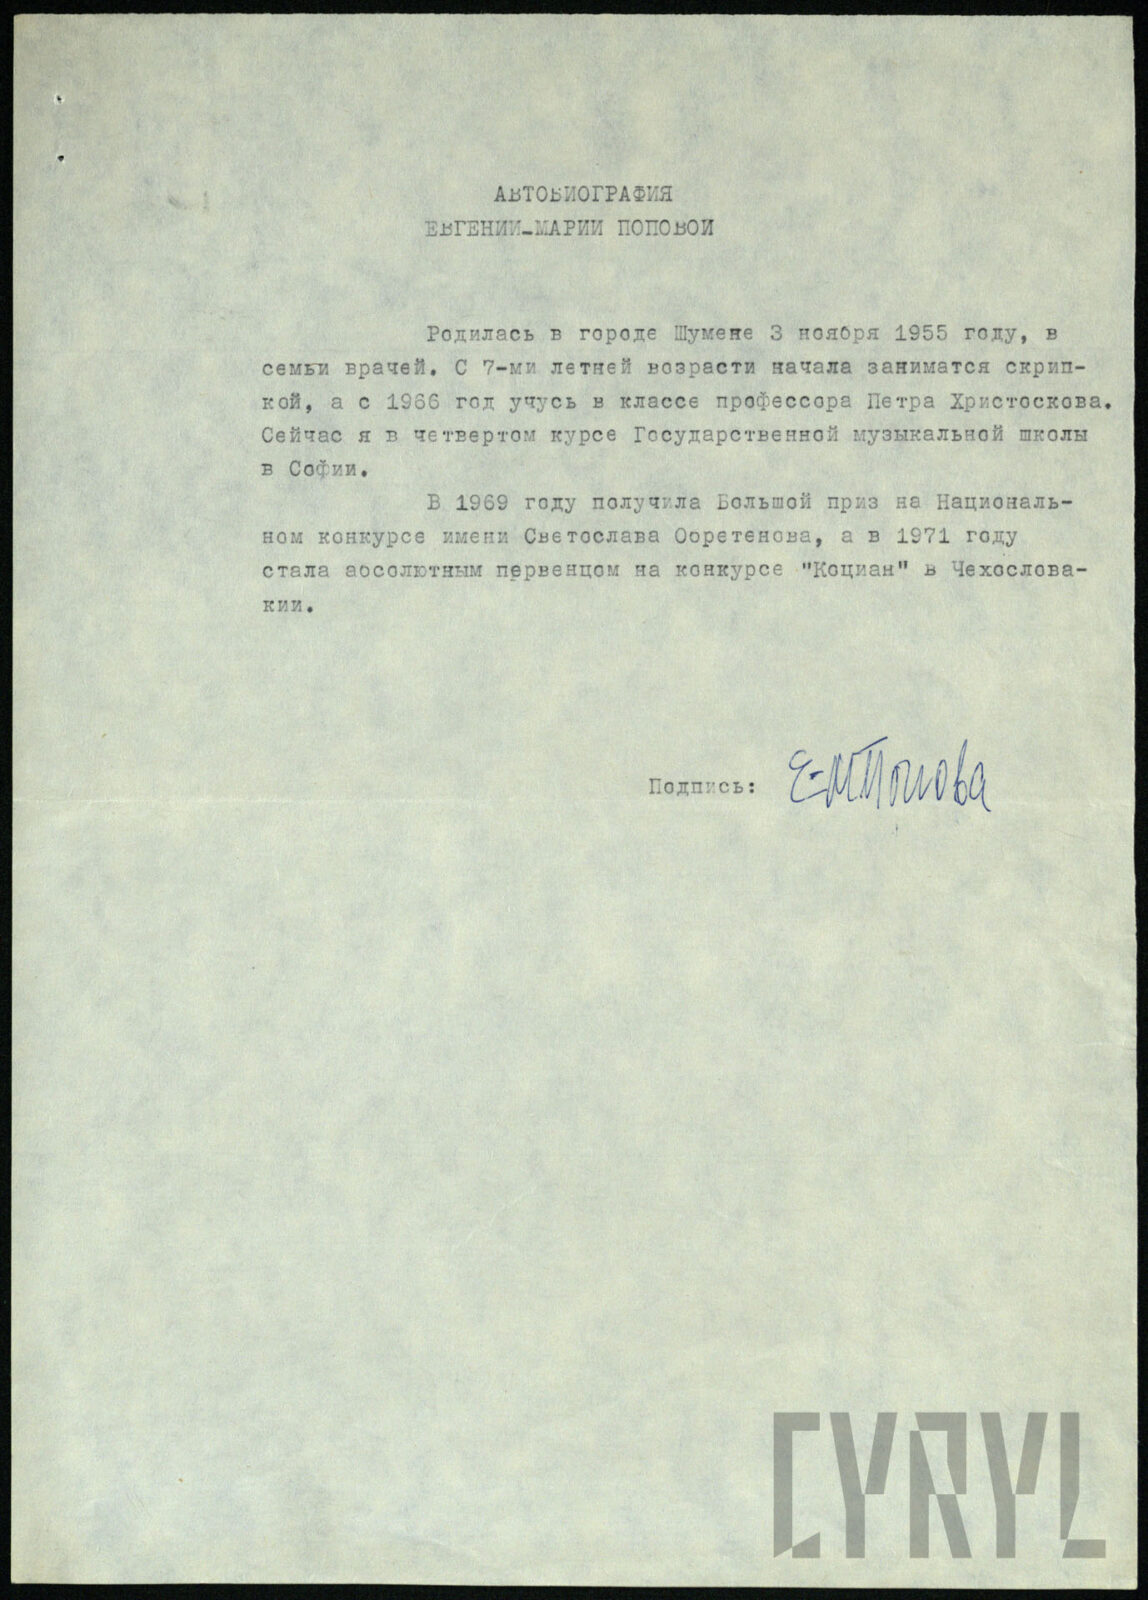 АВТОБИОГРАФИЯ
ЕВГЕНИИ-МАРИИ ПОПОВОИ
Родилась в городе Шумене 3 ноября 1955 году, в
семьи врачей. С 7-ми летней возрасти начала заниматся скрип-
кой, а с 1966 год учусь в классе профессора Петра Христоскова.
Сейчас я в четвертом курсе Государственной музыкальной школы
в Софии.
В 1969 году получила Большой приз на Националь-
ном конкурсе имени Светослава Обретенова, а в 1971 году
стала абсолютным первенцом на конкурсе "Коциан" в Чехослова-
кии.
Подпись: Е-МПопова
CYRYL